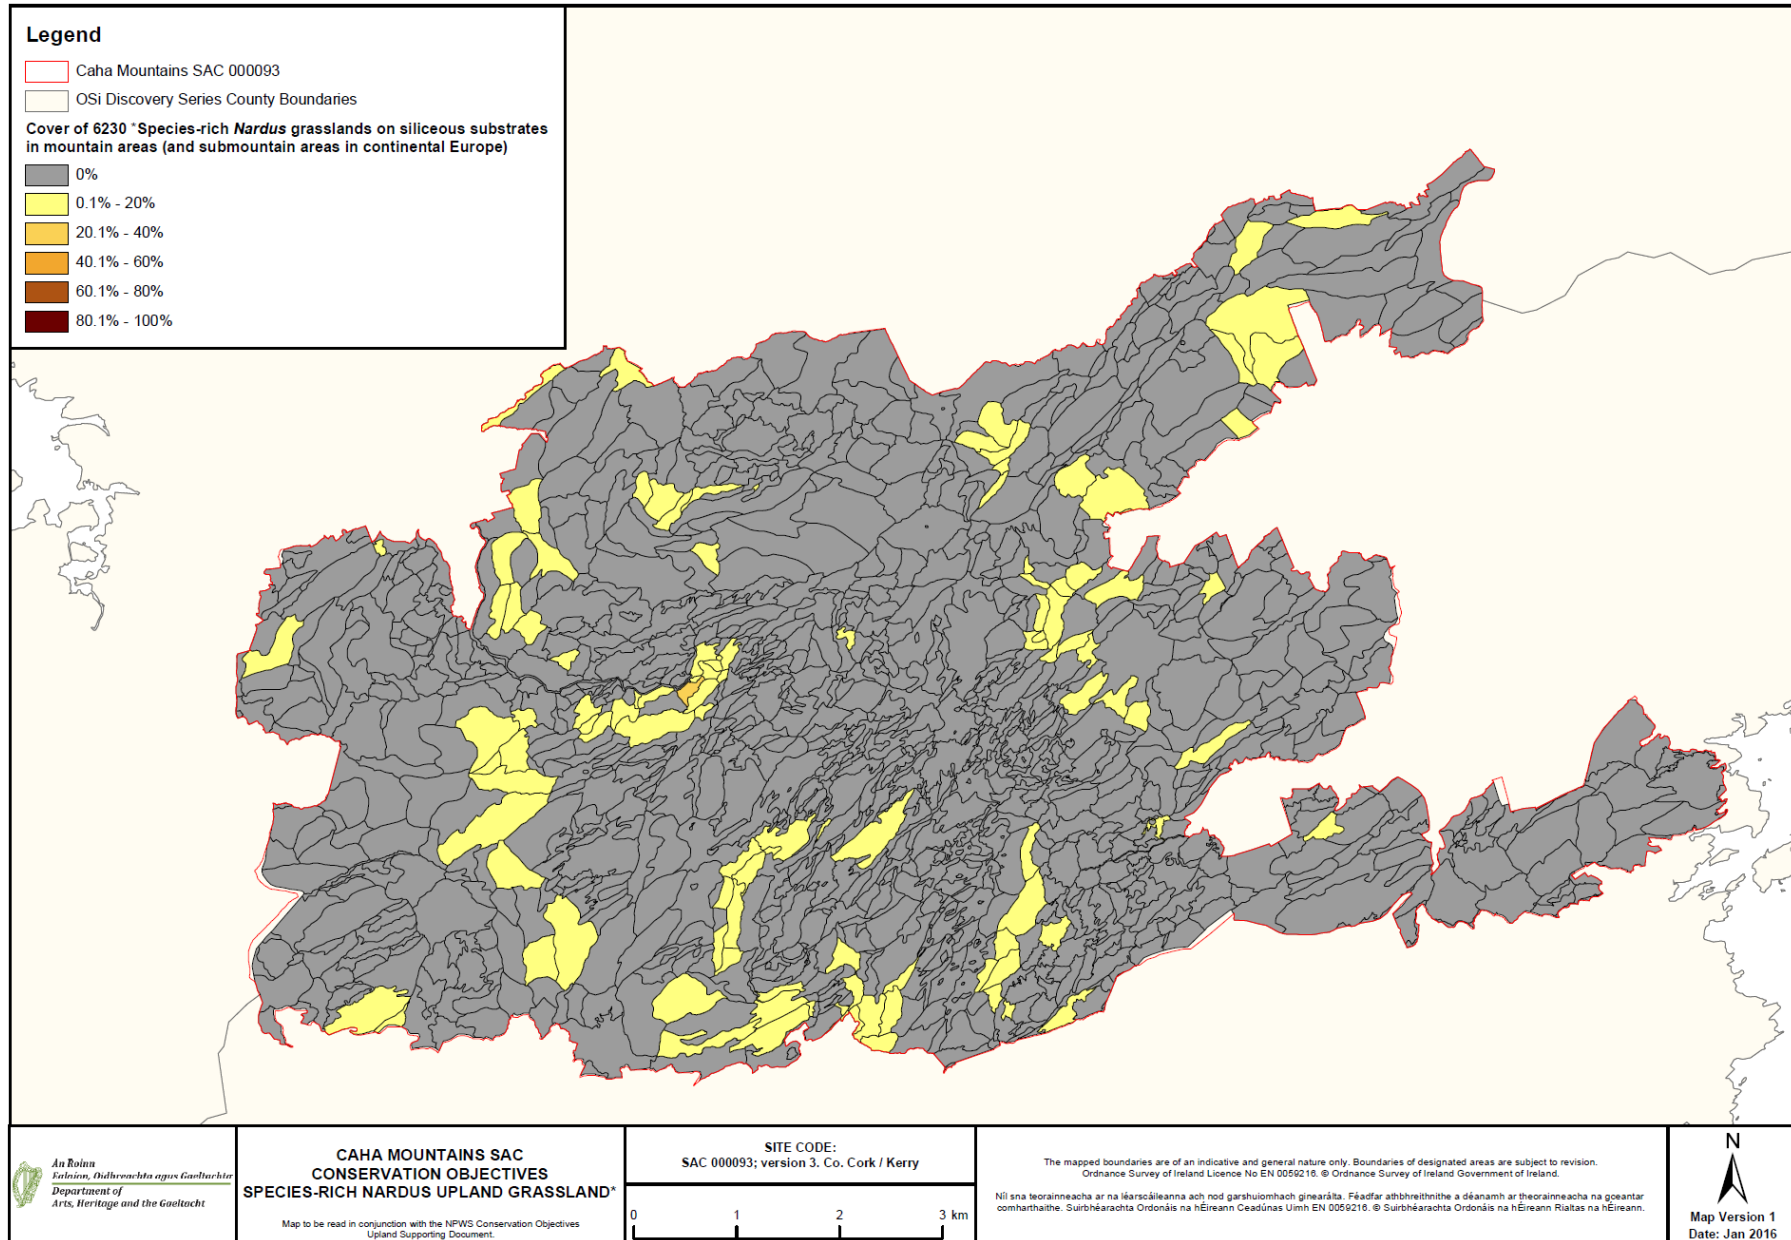 Legend
Caha Mountains SAC 000093
OSi Discovery Series County Boundaries
Cover of 6230 *Species-rich Nardus grasslands on siliceous substrates
in mountain areas (and submountain areas in continental Europe)
0%
0.1% - 20%
20.1% - 40%
40.1% - 60%
60.1% - 80%
80.1% - 100%
An Roinn
Ealaíon, Oidhreachta agus Gaeltachta
Department of
Arts, Heritage and the Gaeltacht
CAHA MOUNTAINS SAC
CONSERVATION OBJECTIVES
SPECIES-RICH NARDUS UPLAND GRASSLAND*
Map to be read in conjunction with the NPWS Conservation Objectives
Upland Supporting Document.
SITE CODE:
SAC 000093; version 3. Co. Cork / Kerry
0 1 2 3 km
The mapped boundaries are of an indicative and general nature only. Boundaries of designated areas are subject to revision.
Ordnance Survey of Ireland Licence No EN 0059216. © Ordnance Survey of Ireland Government of Ireland.
Níl sna teorainneacha ar na léarscáileanna ach nod garshuíomhach ginearálta. Féadfar athbhreithnithe a déanamh ar theorainneacha na gceantar
comharthaithe. Suirbhéarachta Ordonáis na hÉireann Ceadúnas Uimh EN 0059216. © Suirbhéarachta Ordonáis na hÉireann Rialtas na hÉireann.
N
Map Version 1
Date: Jan 2016